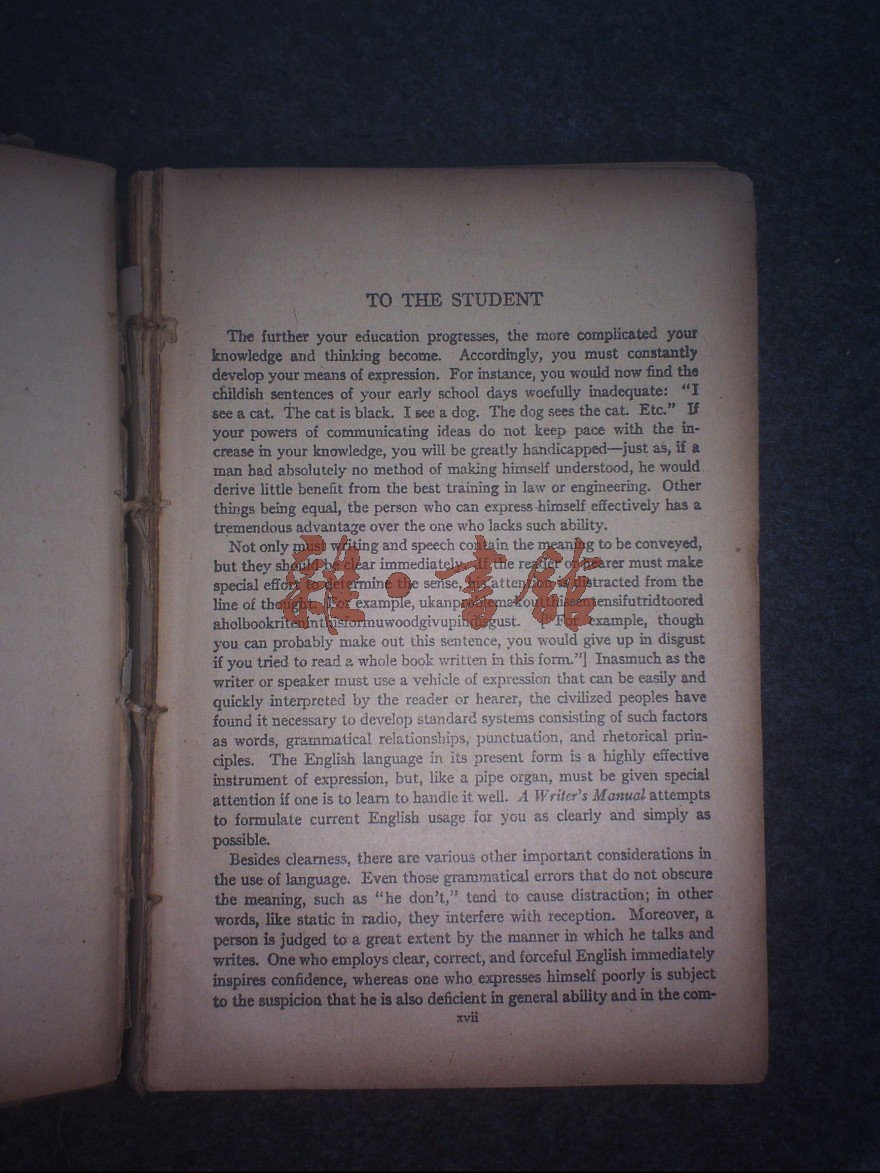 TO THE STUDENT
The further your education progresses, the more complicated your
knowledge and thinking become. Accordingly, you must constantly
develop your means of expression. For instance, you would now find the
childish sentences of your early school days woefully inadequate: “I
see a cat. The cat is black. I see a dog. The dog sees the cat. Etc.” If
your powers of communicating ideas do not keep pace with the in-
crease in your knowledge, you will be greatly handicapped—just as, if a
man had absolutely no method of making himself understood, he would
derive little benefit from the best training in law or engineering. Other
things being equal, the person who can express himself effectively has a
tremendous advantage over the one who lacks such ability.
Not only must writing and speech contain the meaning to be conveyed,
but they should be clear immediately. If the reader or hearer must make
special effort to determine the sense, his attention is distracted from the
line of thought. For example,
aholbookriteninthisformuwoodgivupindisgust. [“For example, though
you can probably make out this sentence, you would give up in disgust
if you tried to read a whole book written in this form.”] Inasmuch as the
writer or speaker must use a vehicle of expression that can be easily and
quickly interpreted by the reader or hearer, the civilized peoples have
found it necessary to develop standard systems consisting of such factors
as words, grammatical relationships, punctuation, and rhetorical prin-
ciples. The English language in its present form is a highly effective
instrument of expression, but, like a pipe organ, must be given special
attention if one is to learn to handle it well. A Writer's Manual attempts
to formulate current English usage for you as clearly and simply as
possible.
Besides clearness, there are various other important considerations in
the use of language. Even those grammatical errors that do not obscure
the meaning, such as “he don't,” tend to cause distraction; in other
words, like static in radio, they interfere with reception. Moreover, a
person is judged to a great extent by the manner in which he talks and
writes. One who employs clear, correct, and forceful English immediately
inspires confidence, whereas one who expresses himself poorly is subject
to the suspicion that he is also deficient in general ability and in the com-
xvii